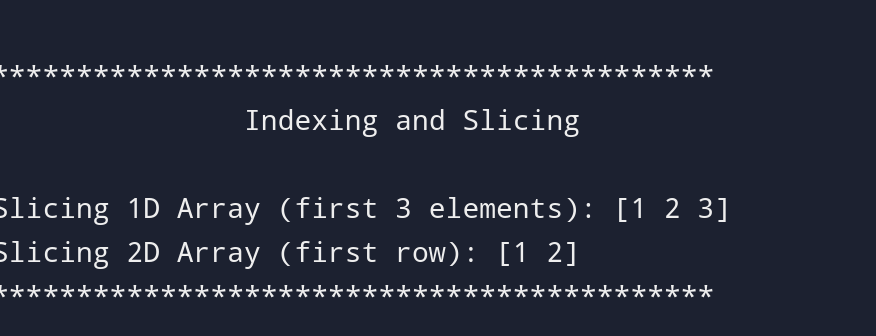 *******************************************
Indexing and Slicing
Slicing 1D Array (first 3 elements): [1 2 3]
Slicing 2D Array (first row): [1 2]
*******************************************